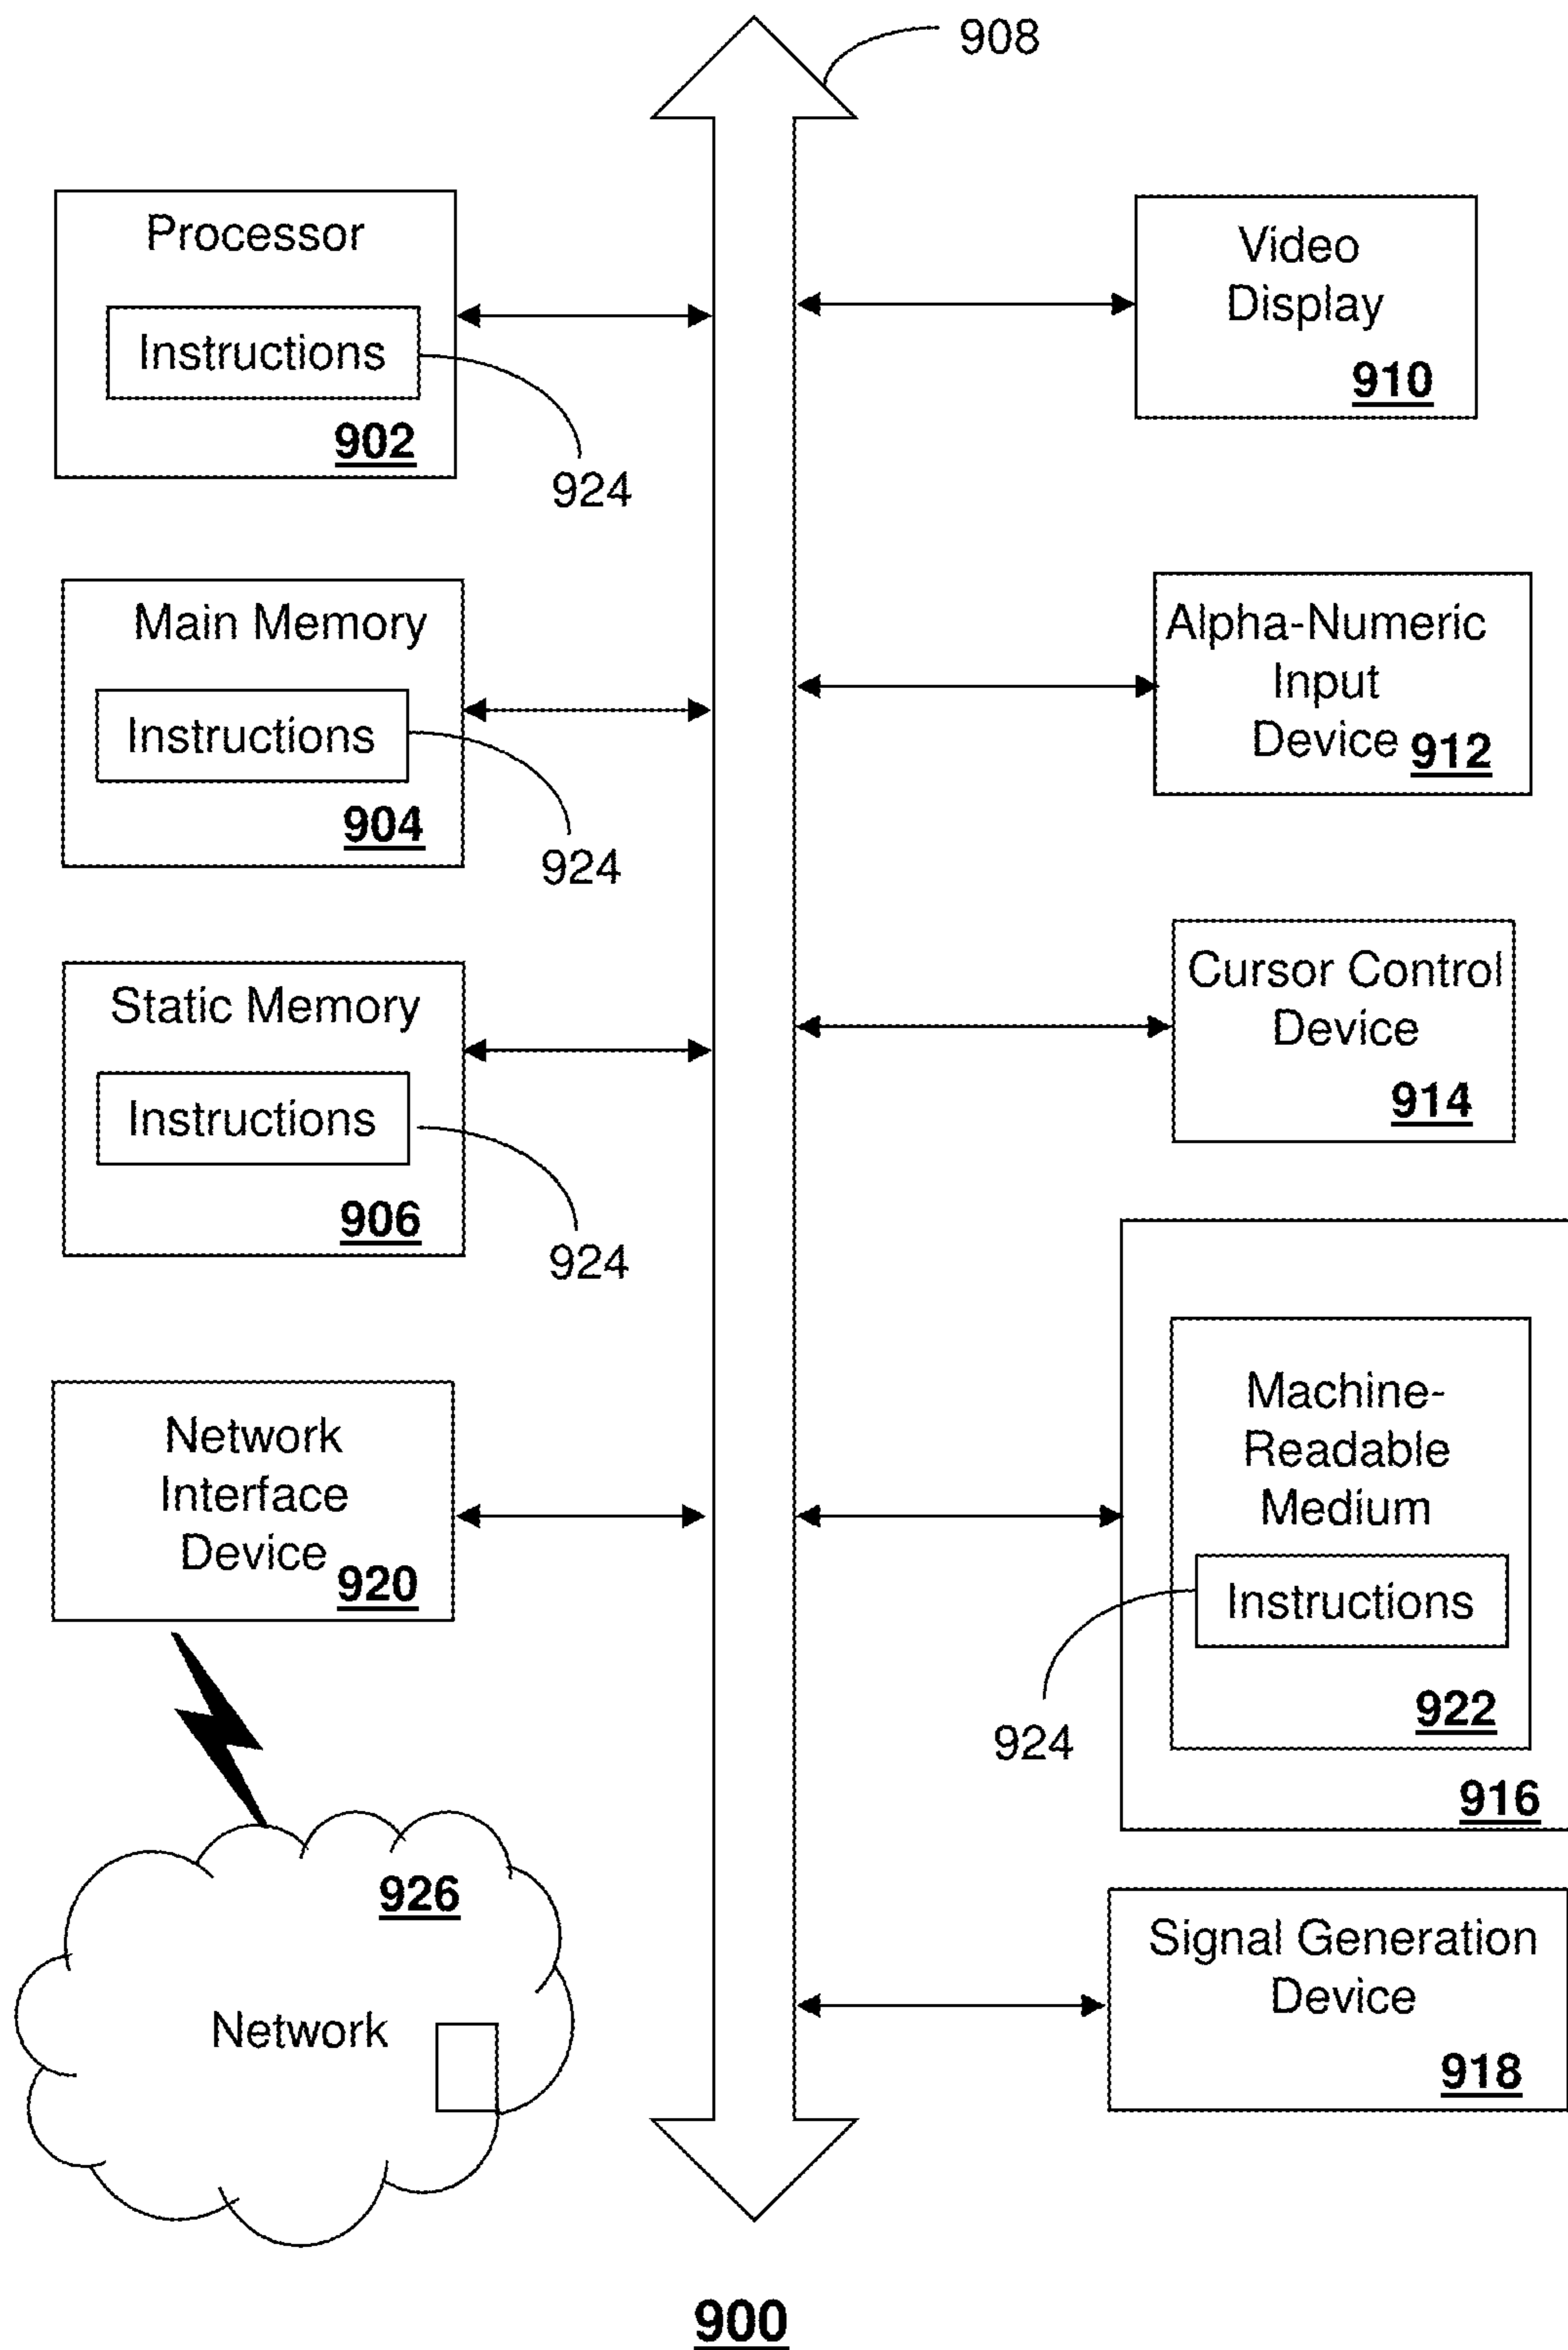 908
Processor
Instructions
902
924
Main Memory
Instructions
904
924
Static Memory
Instructions
906
924
Network
Interface
Device
920
926
Network
Video
Display
910
Alpha-Numeric
Input
Device
912
Cursor Control
Device
914
Machine-
Readable
Medium
Instructions
922
924
916
Signal Generation
Device
918
900